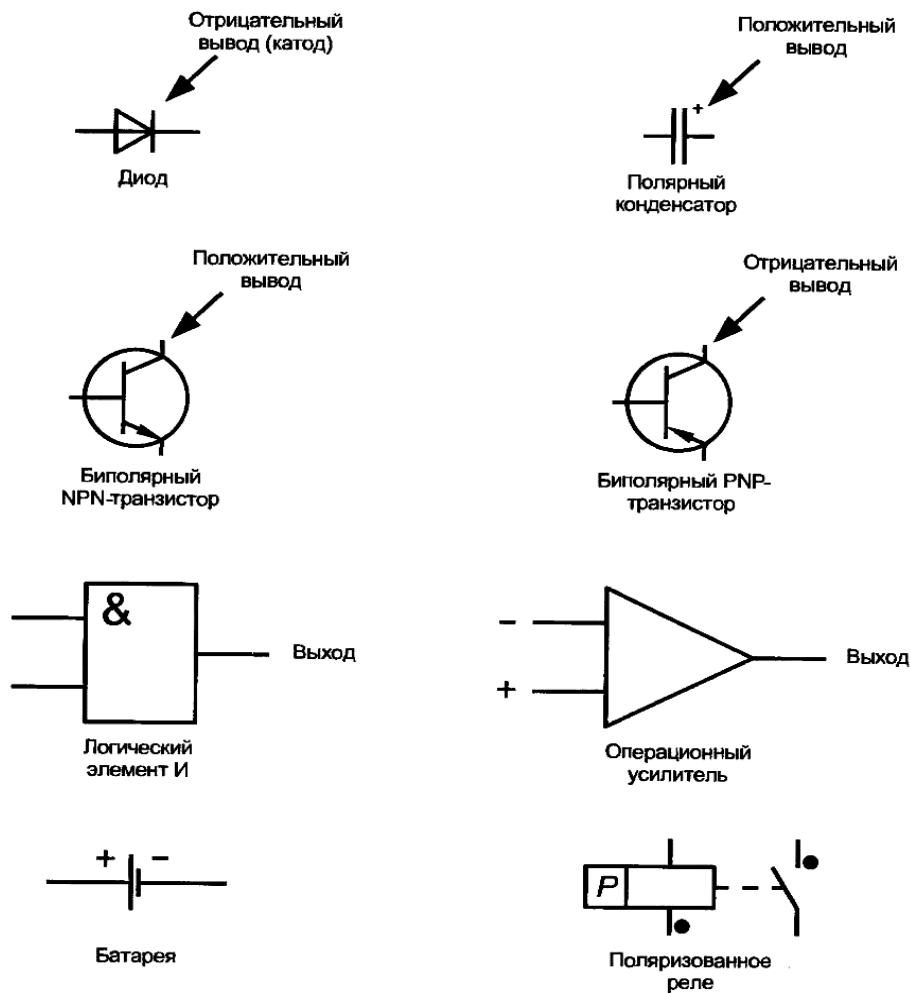 Отрицательный
вывод (катод)
Диод
Положительный
вывод
+
Полярный
конденсатор
Положительный
вывод
Биполярный
NPN-транзистор
Отрицательный
вывод
Биполярный PNP-
транзистор
&
Выход
Логический
элемент И
−
+
Выход
Операционный
усилитель
+ −
Батарея
P
Поляризованное
реле